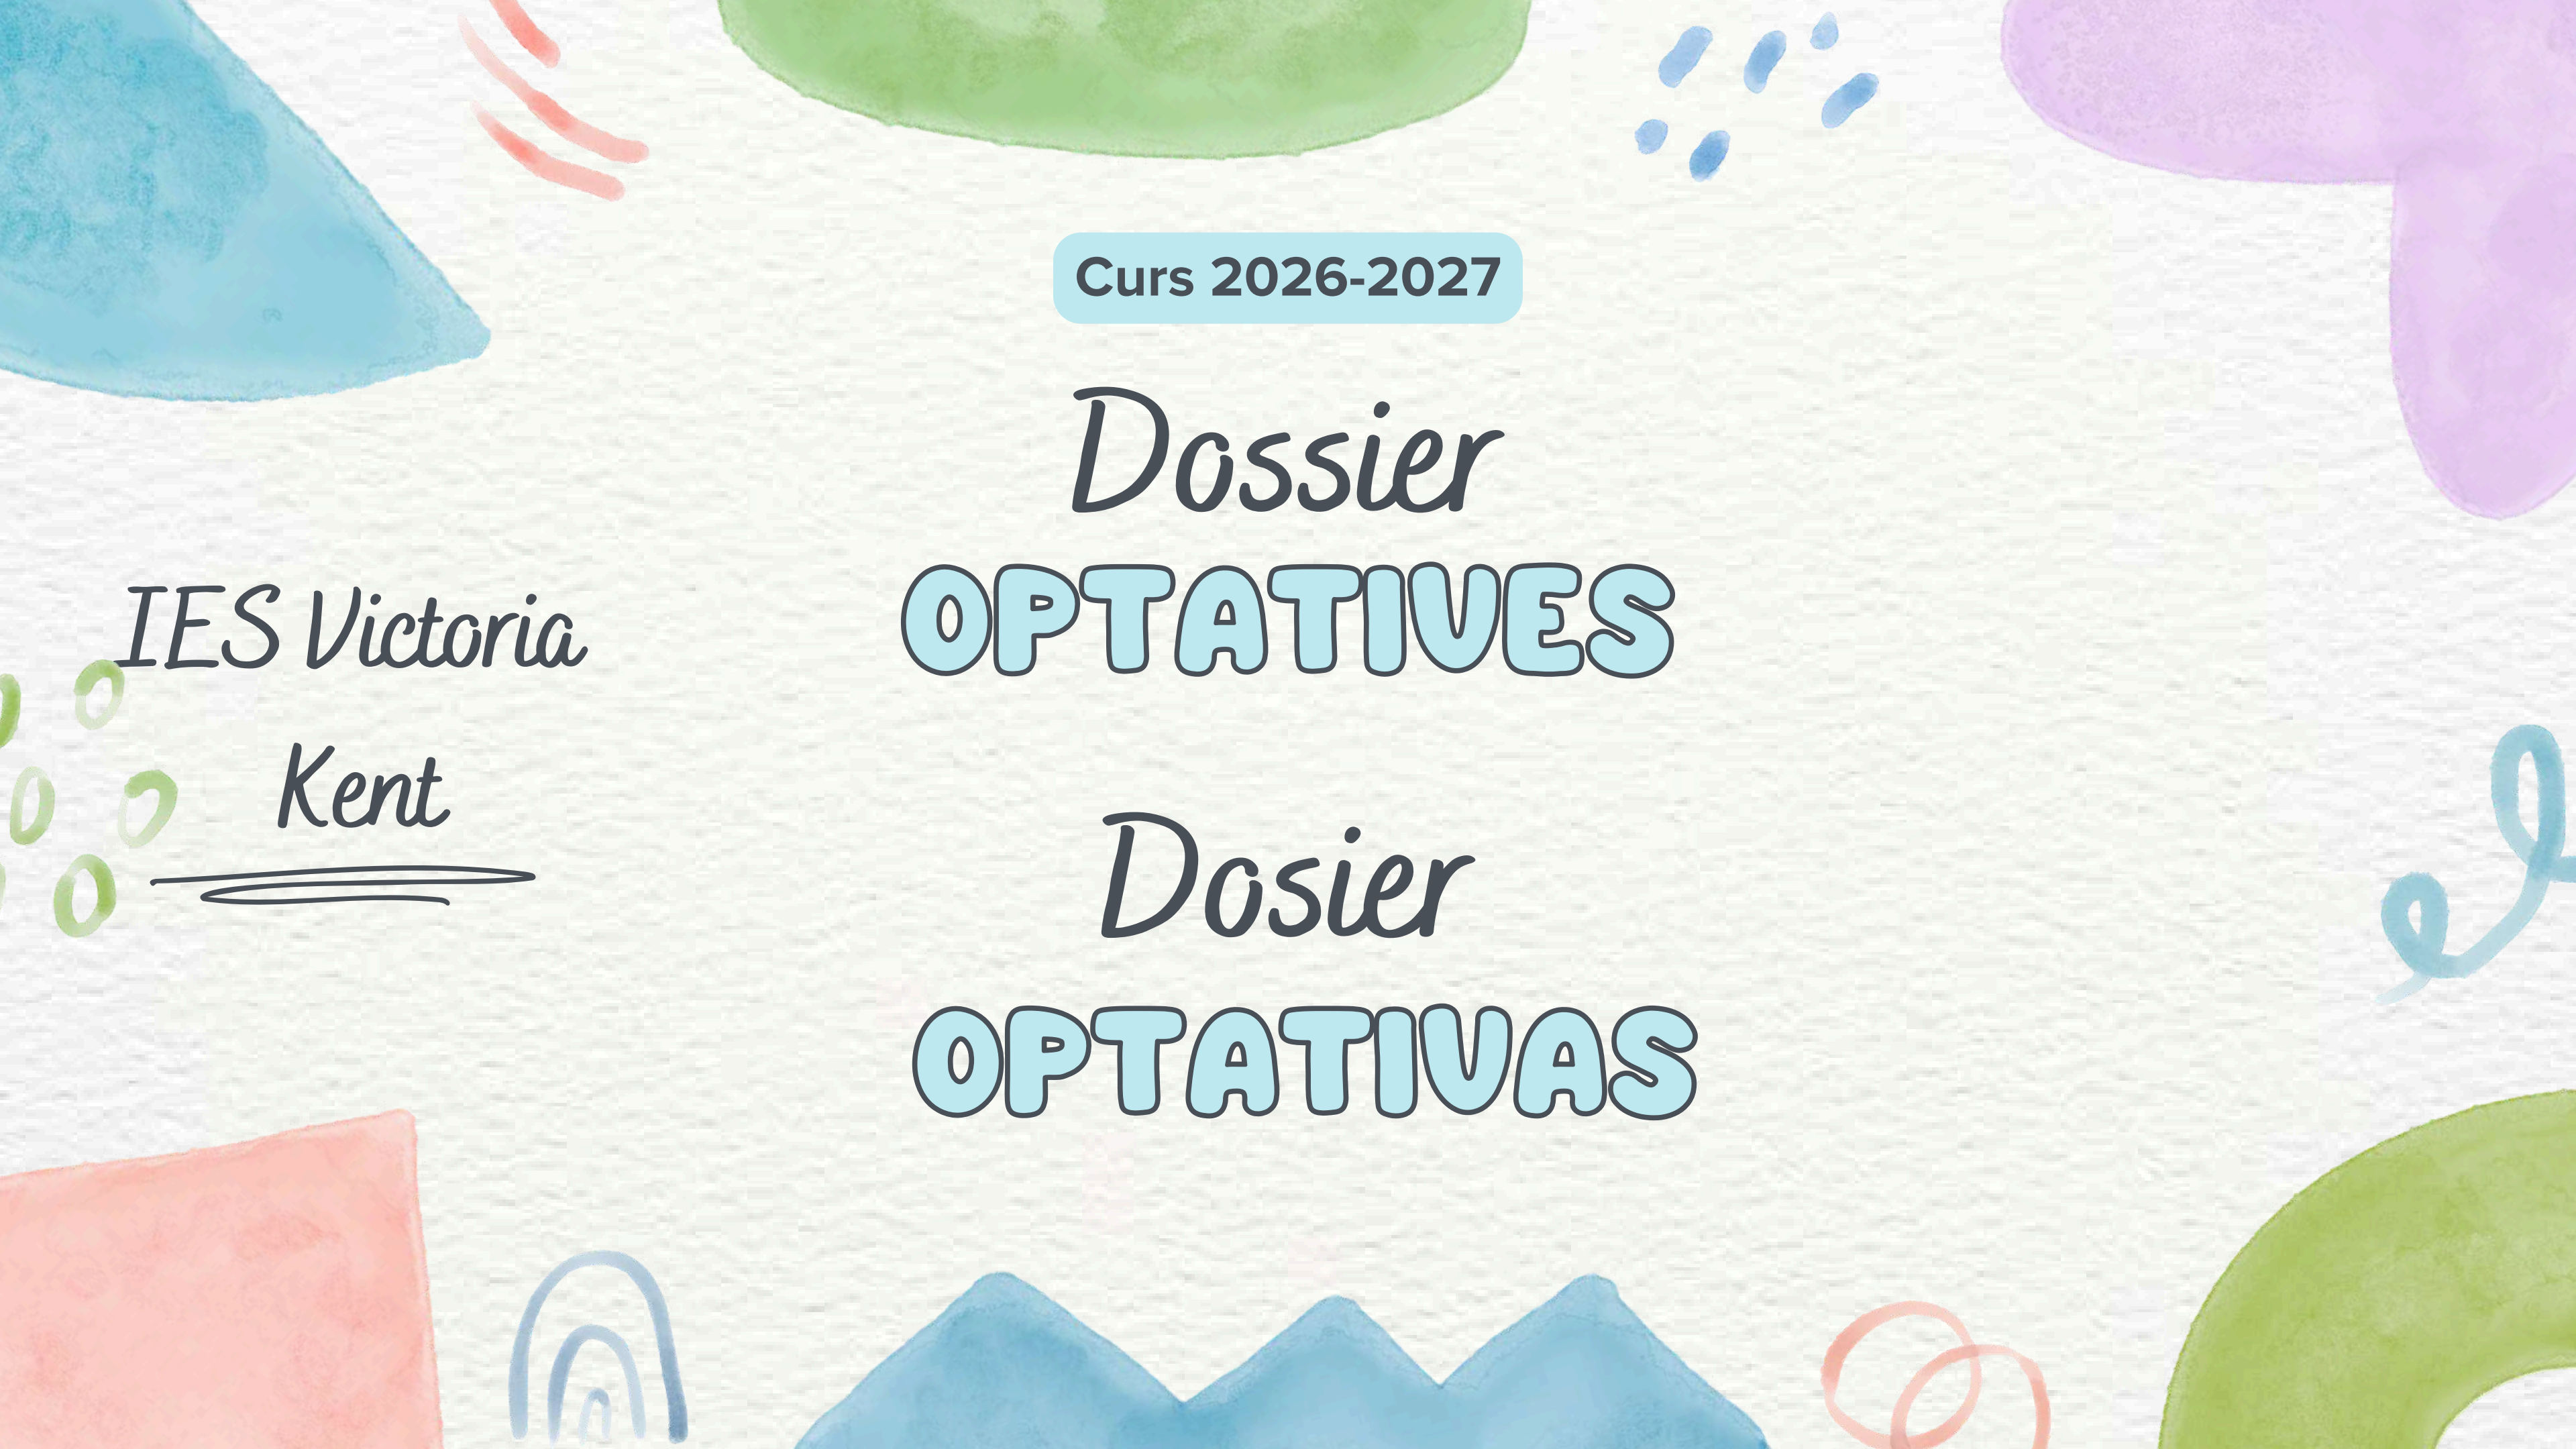 Curs 2026-2027
Dossier
OPTATIVES
IES Victoria
Kent
Dosier
OPTATIVAS